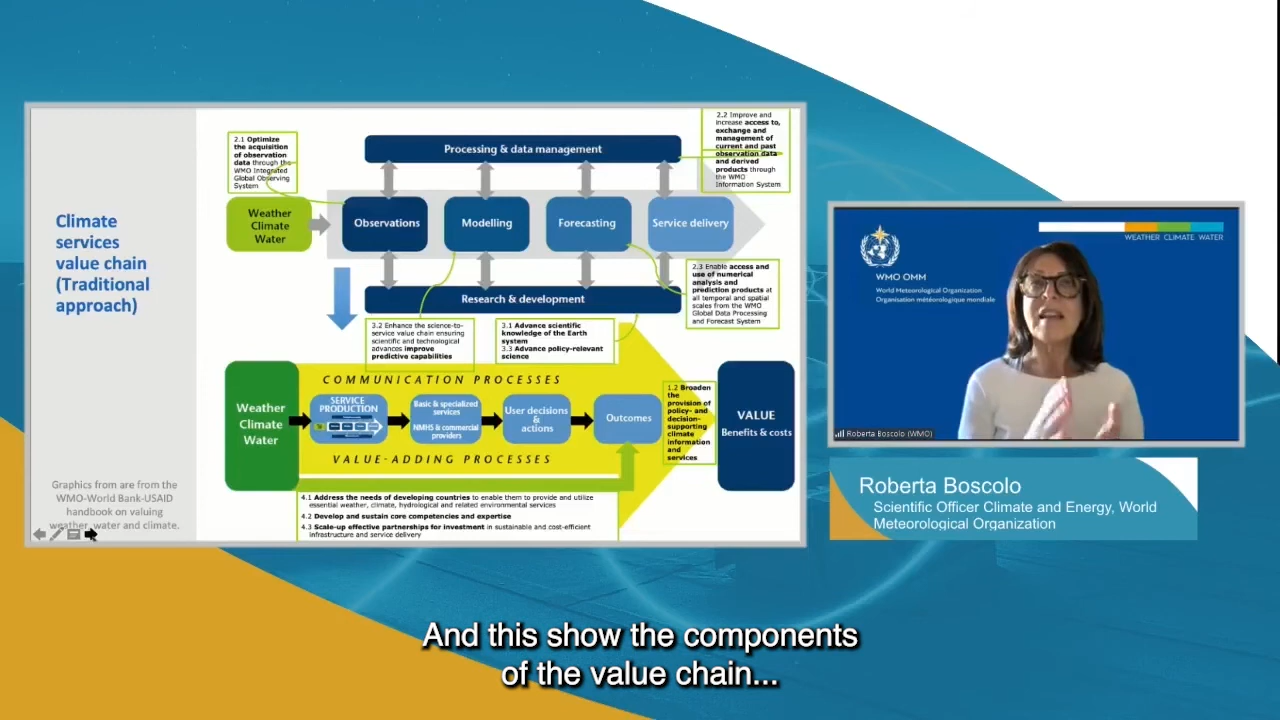 Climate
services
value chain
(Traditional
approach)
Graphics from are from the
WMO-World Bank-USAID
handbook on valuing
weather, water and climate.
2.1 Optimize
the acquisition
of observation
data through the
WMO Integrated
Global Observing
System
Processing & data management
2.2 Improve and
increase access to,
exchange and
management of
current and past
observation data
and derived
products through
the WMO
Information System
Weather
Climate
Water
Observations
Modelling
Forecasting
Service delivery
Research & development
2.3 Enable access and
use of numerical
analysis and
prediction products at
all temporal and spatial
scales from the WMO
Global Data Processing
and Forecast System
3.2 Enhance the science-to-
service value chain ensuring
scientific and technological
advances improve
predictive capabilities
3.1 Advance scientific
knowledge of the Earth
system
3.3 Advance policy-relevant
science
COMMUNICATION PROCESSES
Weather
Climate
Water
SERVICE
PRODUCTION
Basic & specialized
services
NMHS & commercial
providers
User decisions
&
actions
Outcomes
1.2 Broaden
the
provision of
policy- and
decision-
supporting
climate
information
and
services
VALUE
Benefits & costs
VALUE-ADDING PROCESSES
4.1 Address the needs of developing countries to enable them to provide and utilize
essential weather, climate, hydrological and related environmental services
4.2 Develop and sustain core competencies and expertise
4.3 Scale-up effective partnerships for investment in sustainable and cost-efficient
infrastructure and service delivery
WMO OMM
World Meteorological Organization
Organisation météorologique mondiale
WEATHER CLIMATE WATER
Roberta Boscolo (WMO)
Roberta Boscolo
Scientific Officer Climate and Energy, World
Meteorological Organization
And this show the components
of the value chain...